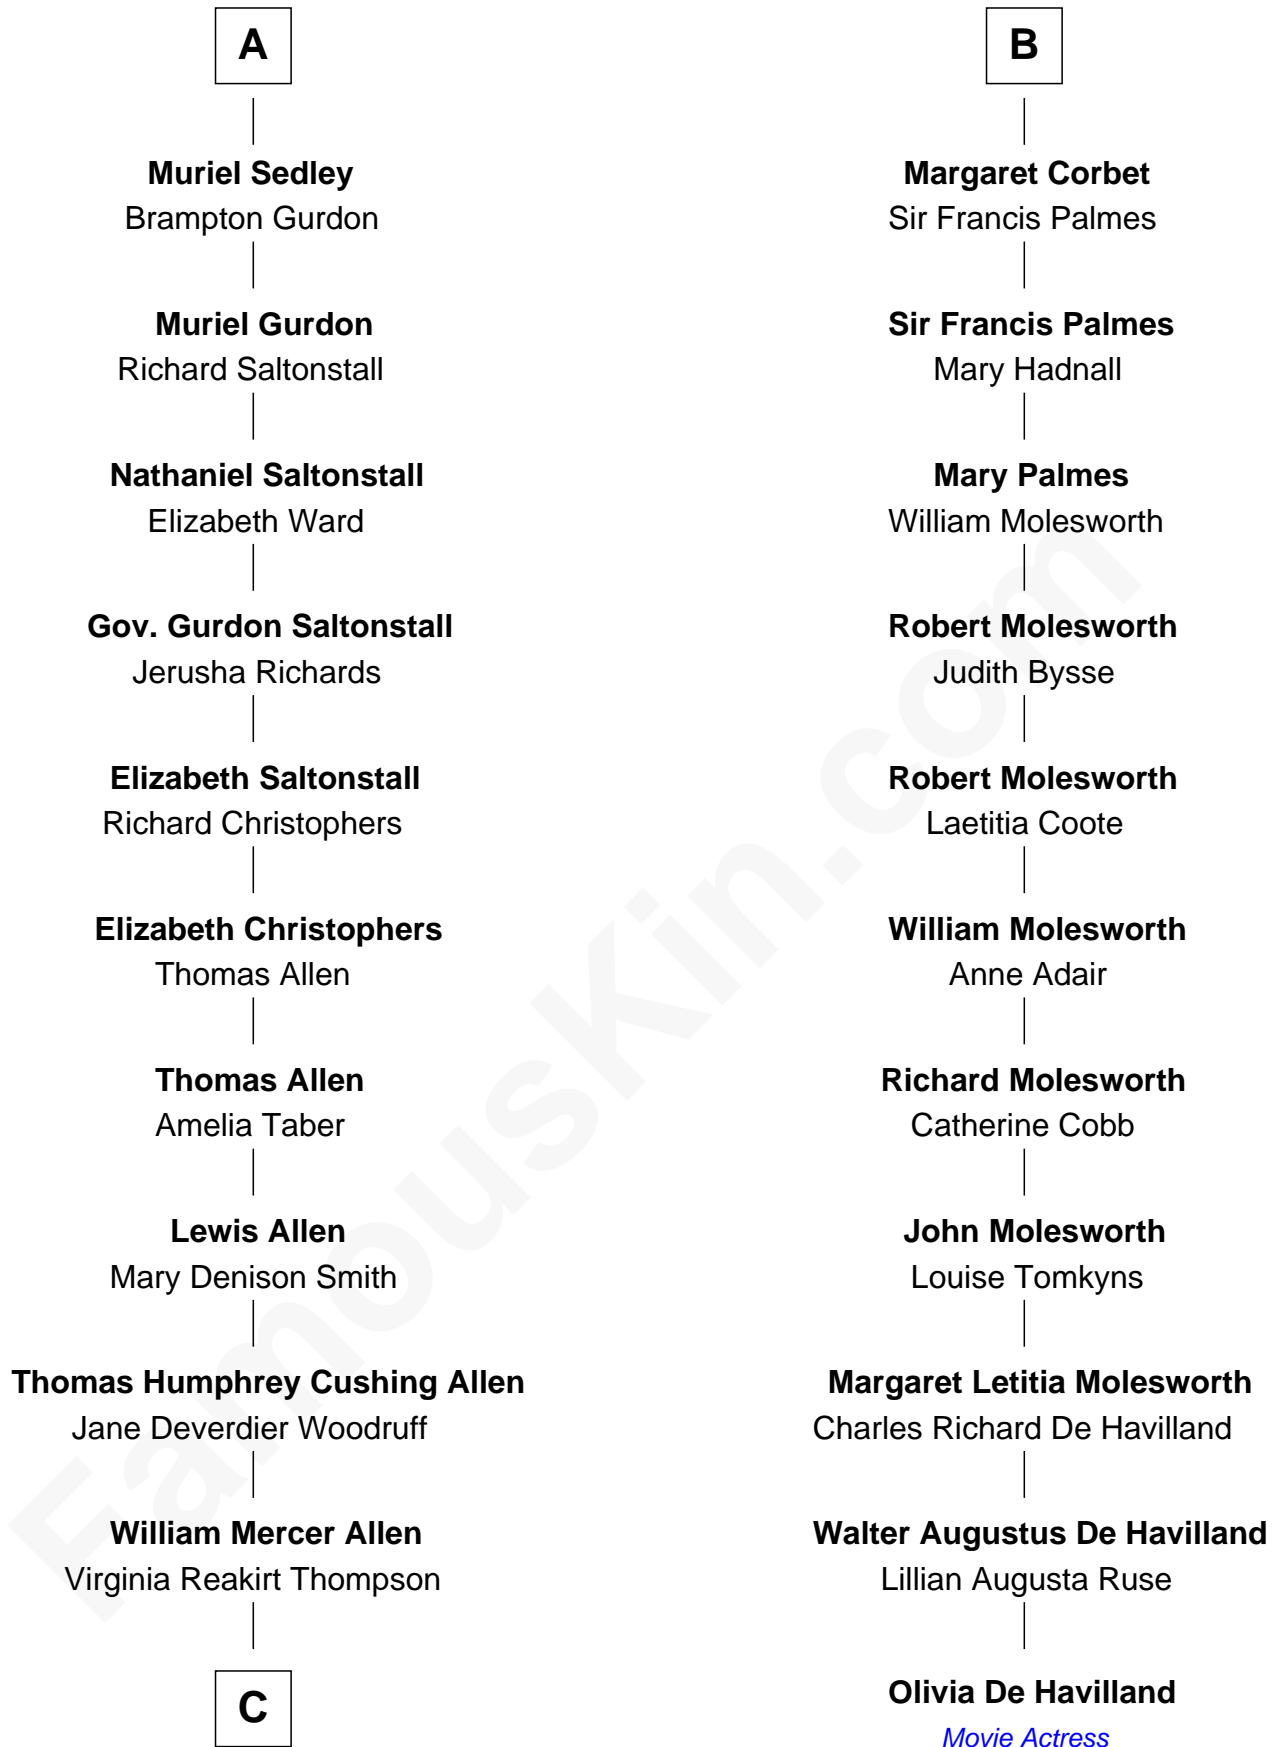 A
Muriel Sedley
Brampton Gurdon
Muriel Gurdon
Richard Saltonstall
Nathaniel Saltonstall
Elizabeth Ward
Gov. Gurdon Saltonstall
Jerusha Richards
Elizabeth Saltonstall
Richard Christophers
Elizabeth Christophers
Thomas Allen
Thomas Allen
Amelia Taber
Lewis Allen
Mary Denison Smith
Thomas Humphrey Cushing Allen
Jane Deverdier Woodruff
William Mercer Allen
Virginia Reakirt Thompson
C
B
Margaret Corbet
Sir Francis Palmes
Sir Francis Palmes
Mary Hadnall
Mary Palmes
William Molesworth
Robert Molesworth
Judith Bysse
Robert Molesworth
Laetitia Coote
William Molesworth
Anne Adair
Richard Molesworth
Catherine Cobb
John Molesworth
Louise Tomkyns
Margaret Letitia Molesworth
Charles Richard De Havilland
Walter Augustus De Havilland
Lillian Augusta Ruse
Olivia De Havilland
Movie Actress
FamousKin.com